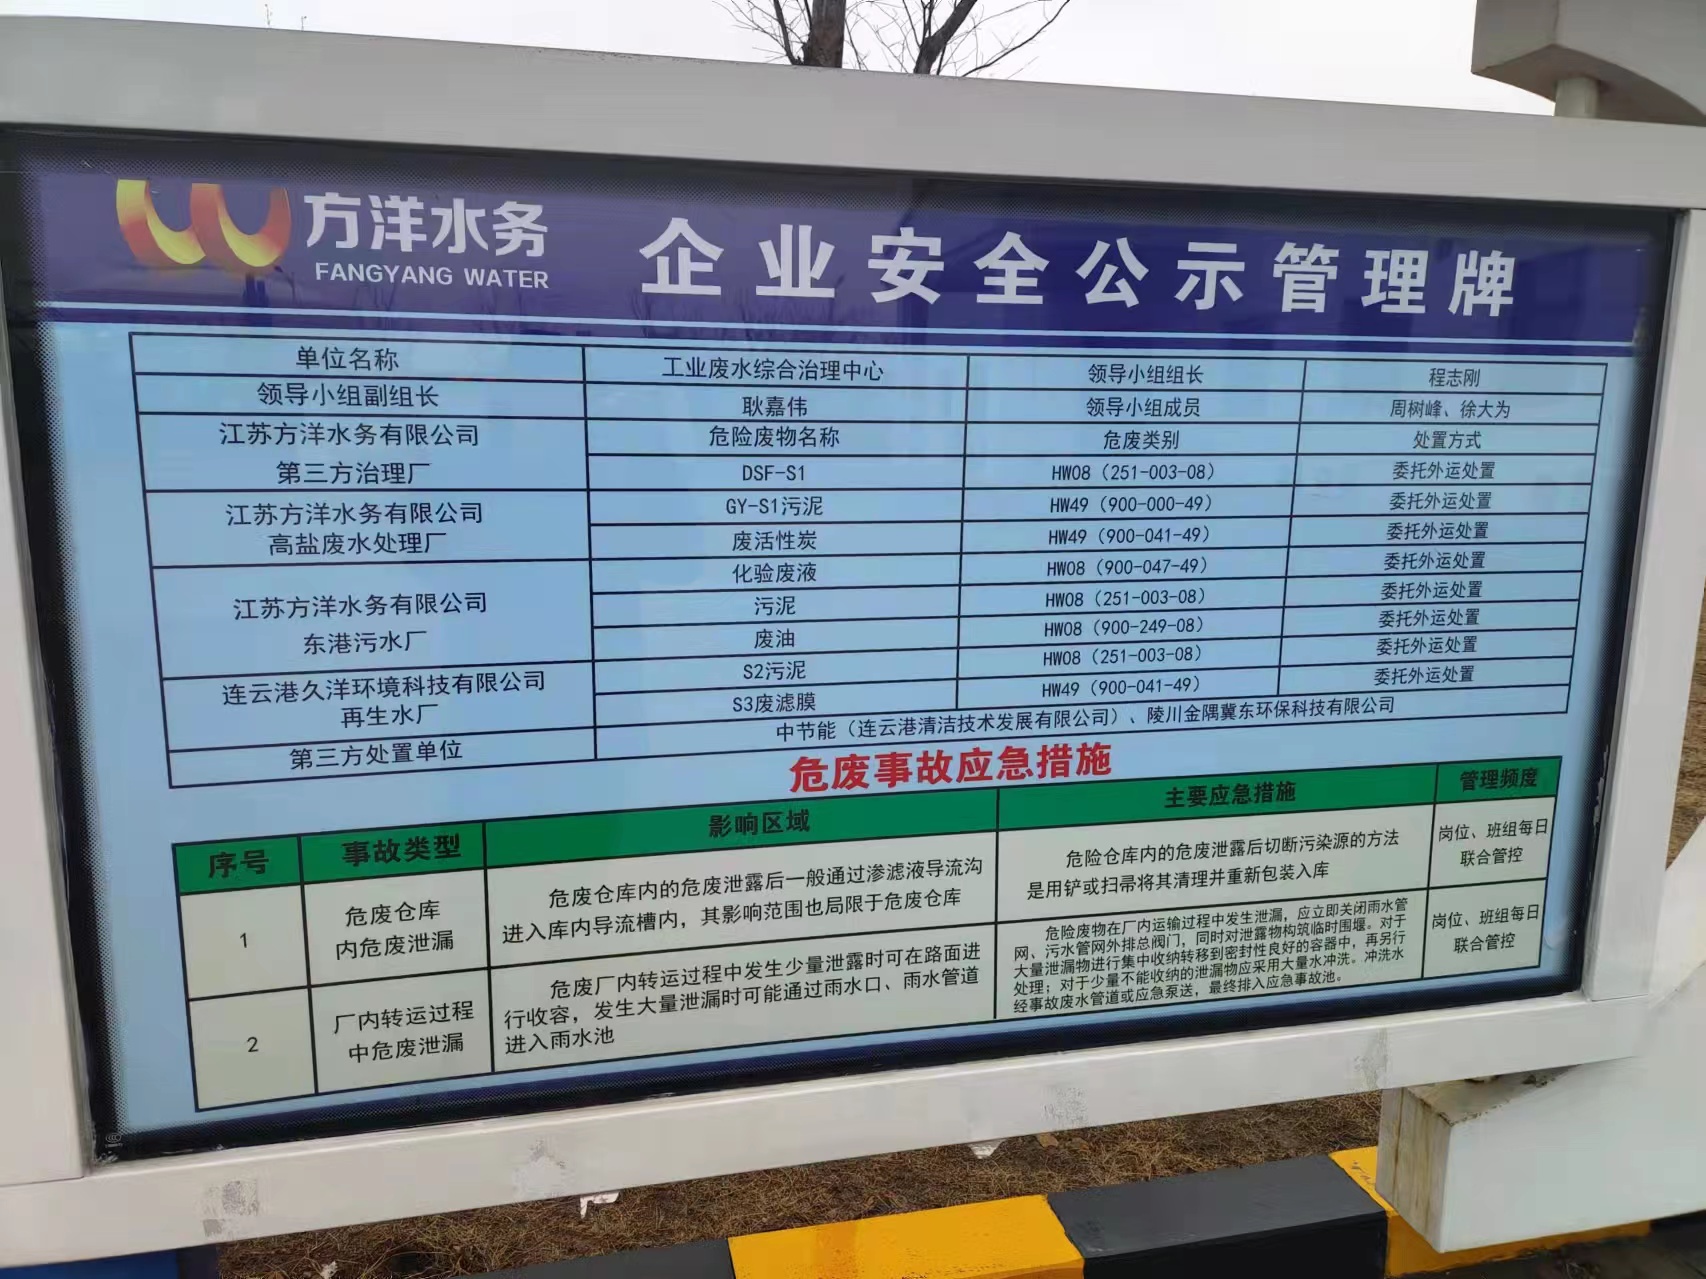 方洋水务
FANGYANG WATER
企业安全公示管理牌
单位名称 工业废水综合治理中心 领导小组组长 程志刚
领导小组副组长 耿嘉伟 领导小组成员 周树峰、徐大为
江苏方洋水务有限公司 危险废物名称 危废类别 处置方式
第三方治理厂 DSF-S1 HW08（251-003-08） 委托外运处置
江苏方洋水务有限公司 GY-S1污泥 HW49（900-000-49） 委托外运处置
高盐废水处理厂 废活性炭 HW49（900-041-49） 委托外运处置
化验废液 HW08（900-047-49） 委托外运处置
江苏方洋水务有限公司 污泥 HW08（251-003-08） 委托外运处置
东港污水厂 废油 HW08（900-249-08） 委托外运处置
连云港久洋环境科技有限公司 S2污泥 HW08（251-003-08） 委托外运处置
再生水厂 S3废滤膜 HW49（900-041-49） 委托外运处置
第三方处置单位 中节能（连云港清洁技术发展有限公司）、陵川金隅冀东环保科技有限公司
危废事故应急措施
序号 事故类型 影响区域 主要应急措施 管理频度
1
危废仓库
内危废泄漏
危废仓库内的危废泄露后一般通过渗滤液导流沟
进入库内导流槽内，其影响范围也局限于危废仓库
危险仓库内的危废泄露后切断污染源的方法
是用铲或扫帚将其清理并重新包装入库
岗位、班组每日
联合管控
2
厂内转运过程
中危废泄漏
危废厂内转运过程中发生少量泄露时可在路面进
行收容，发生大量泄漏时可能通过雨水口、雨水管道
进入雨水池
危险废物在厂内运输过程中发生泄漏，应立即关闭雨水管
网、污水管网外排总阀门，同时对泄露物构筑临时围堰。对于
大量泄漏物进行集中收纳转移到密封性良好的容器中，再另行
处理；对于少量不能收纳的泄漏物应采用大量水冲洗。冲洗水
经事故废水管道或应急泵送，最终排入应急事故池。
岗位、班组每日
联合管控